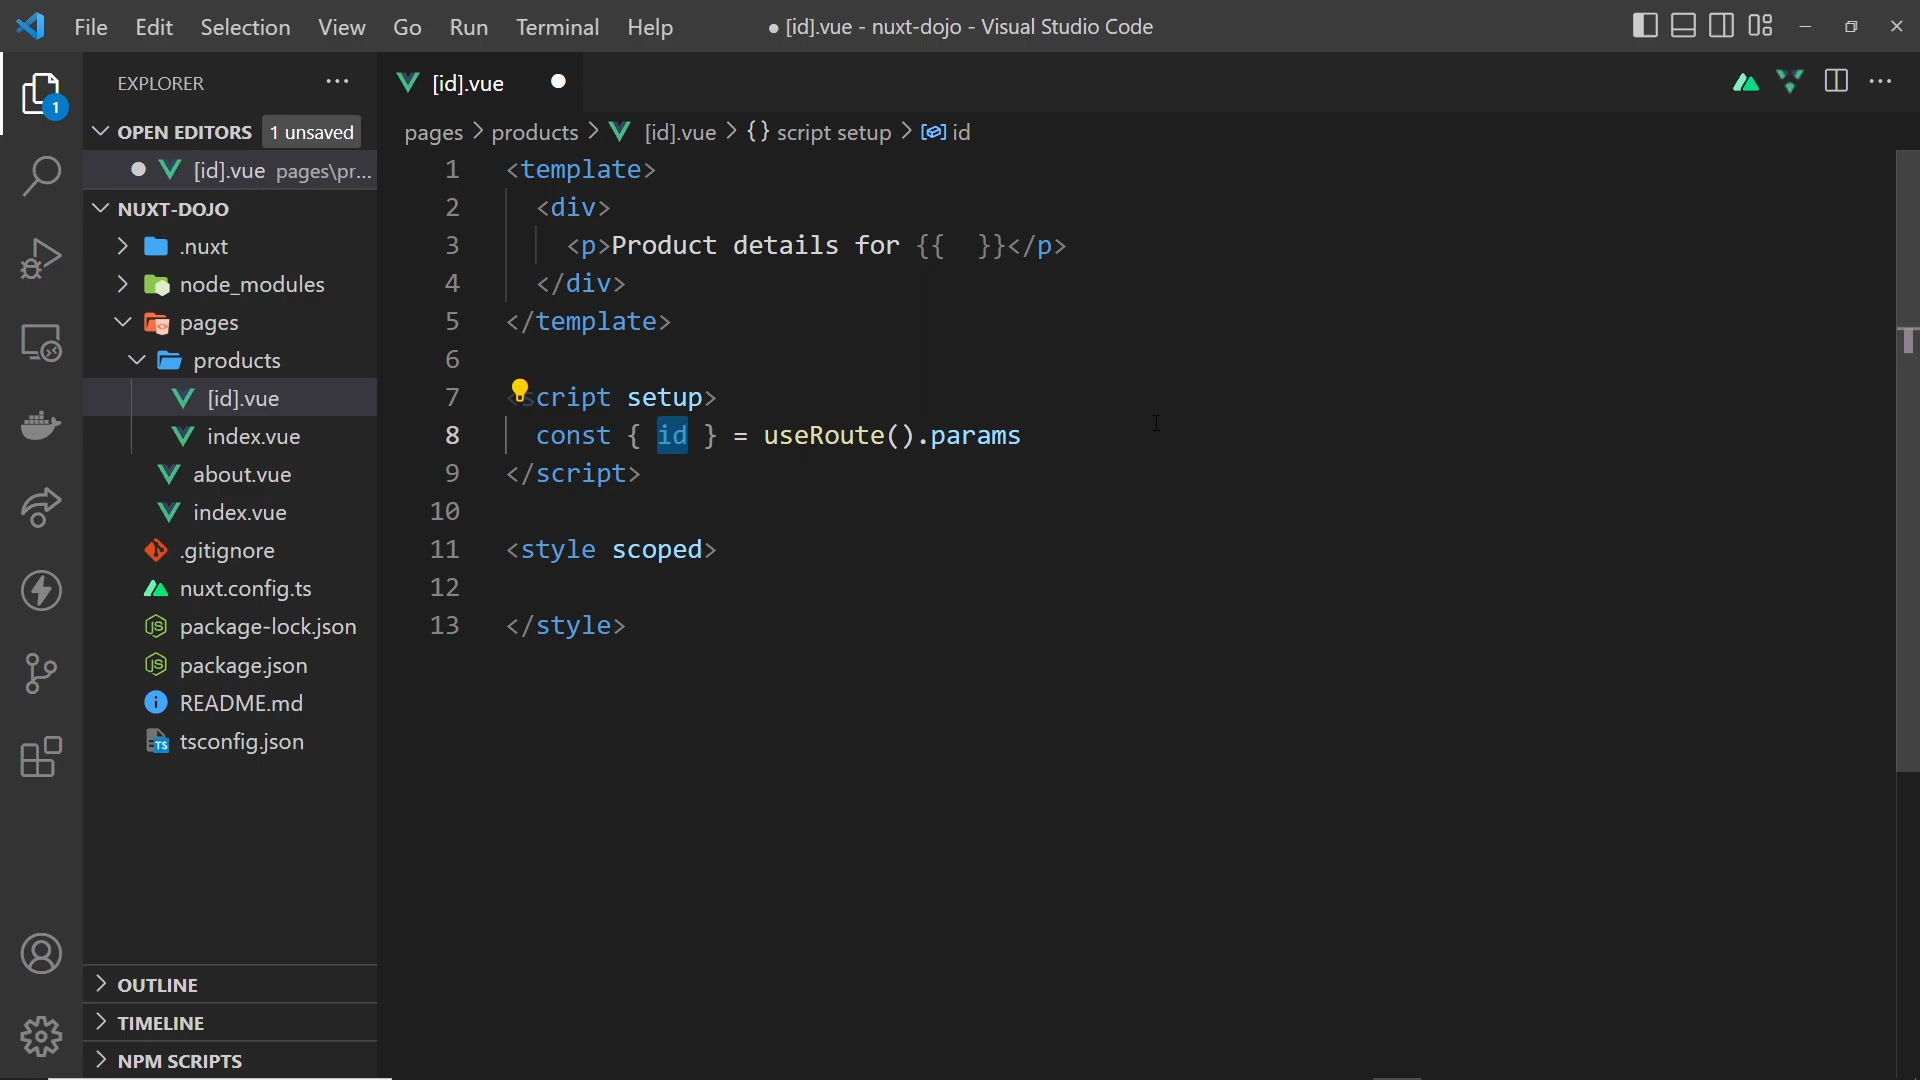 File Edit Selection View Go Run Terminal Help
● [id].vue - nuxt-dojo - Visual Studio Code
EXPLORER
1
OPEN EDITORS 1 unsaved
[id].vue pages\pr...
NUXT-DOJO
.nuxt
node_modules
pages
products
[id].vue
index.vue
about.vue
index.vue
.gitignore
nuxt.config.ts
package-lock.json
package.json
README.md
tsconfig.json
OUTLINE
TIMELINE
NPM SCRIPTS
[id].vue
pages > products > [id].vue > {} script setup > id
1 <template>
2 <div>
3 <p>Product details for {{  }}</p>
4 </div>
5 </template>
6
7 <script setup>
8 const { id } = useRoute().params
9 </script>
10
11 <style scoped>
12
13 </style>